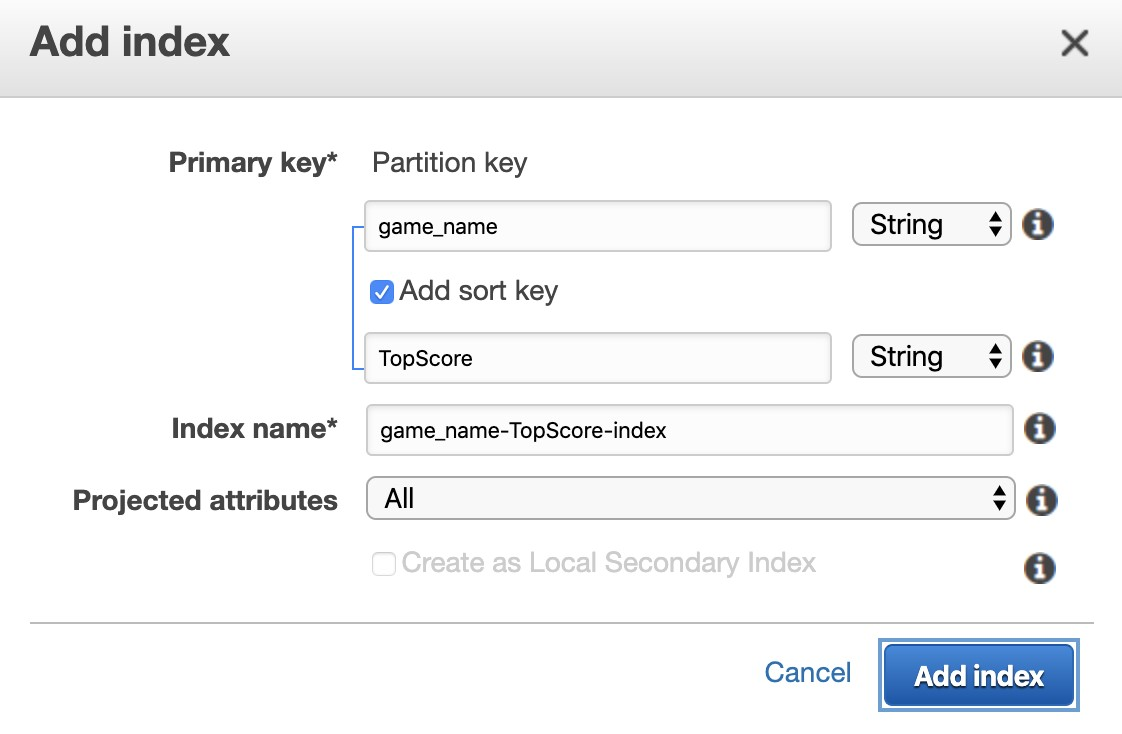 Add index
Primary key* Partition key
game_name String
Add sort key
TopScore String
Index name* game_name-TopScore-index
Projected attributes All
Create as Local Secondary Index
Cancel Add index